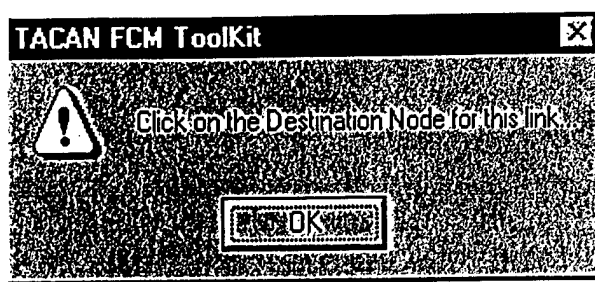 TACAN FCM ToolKit
Click on the Destination Node for this link.
OK